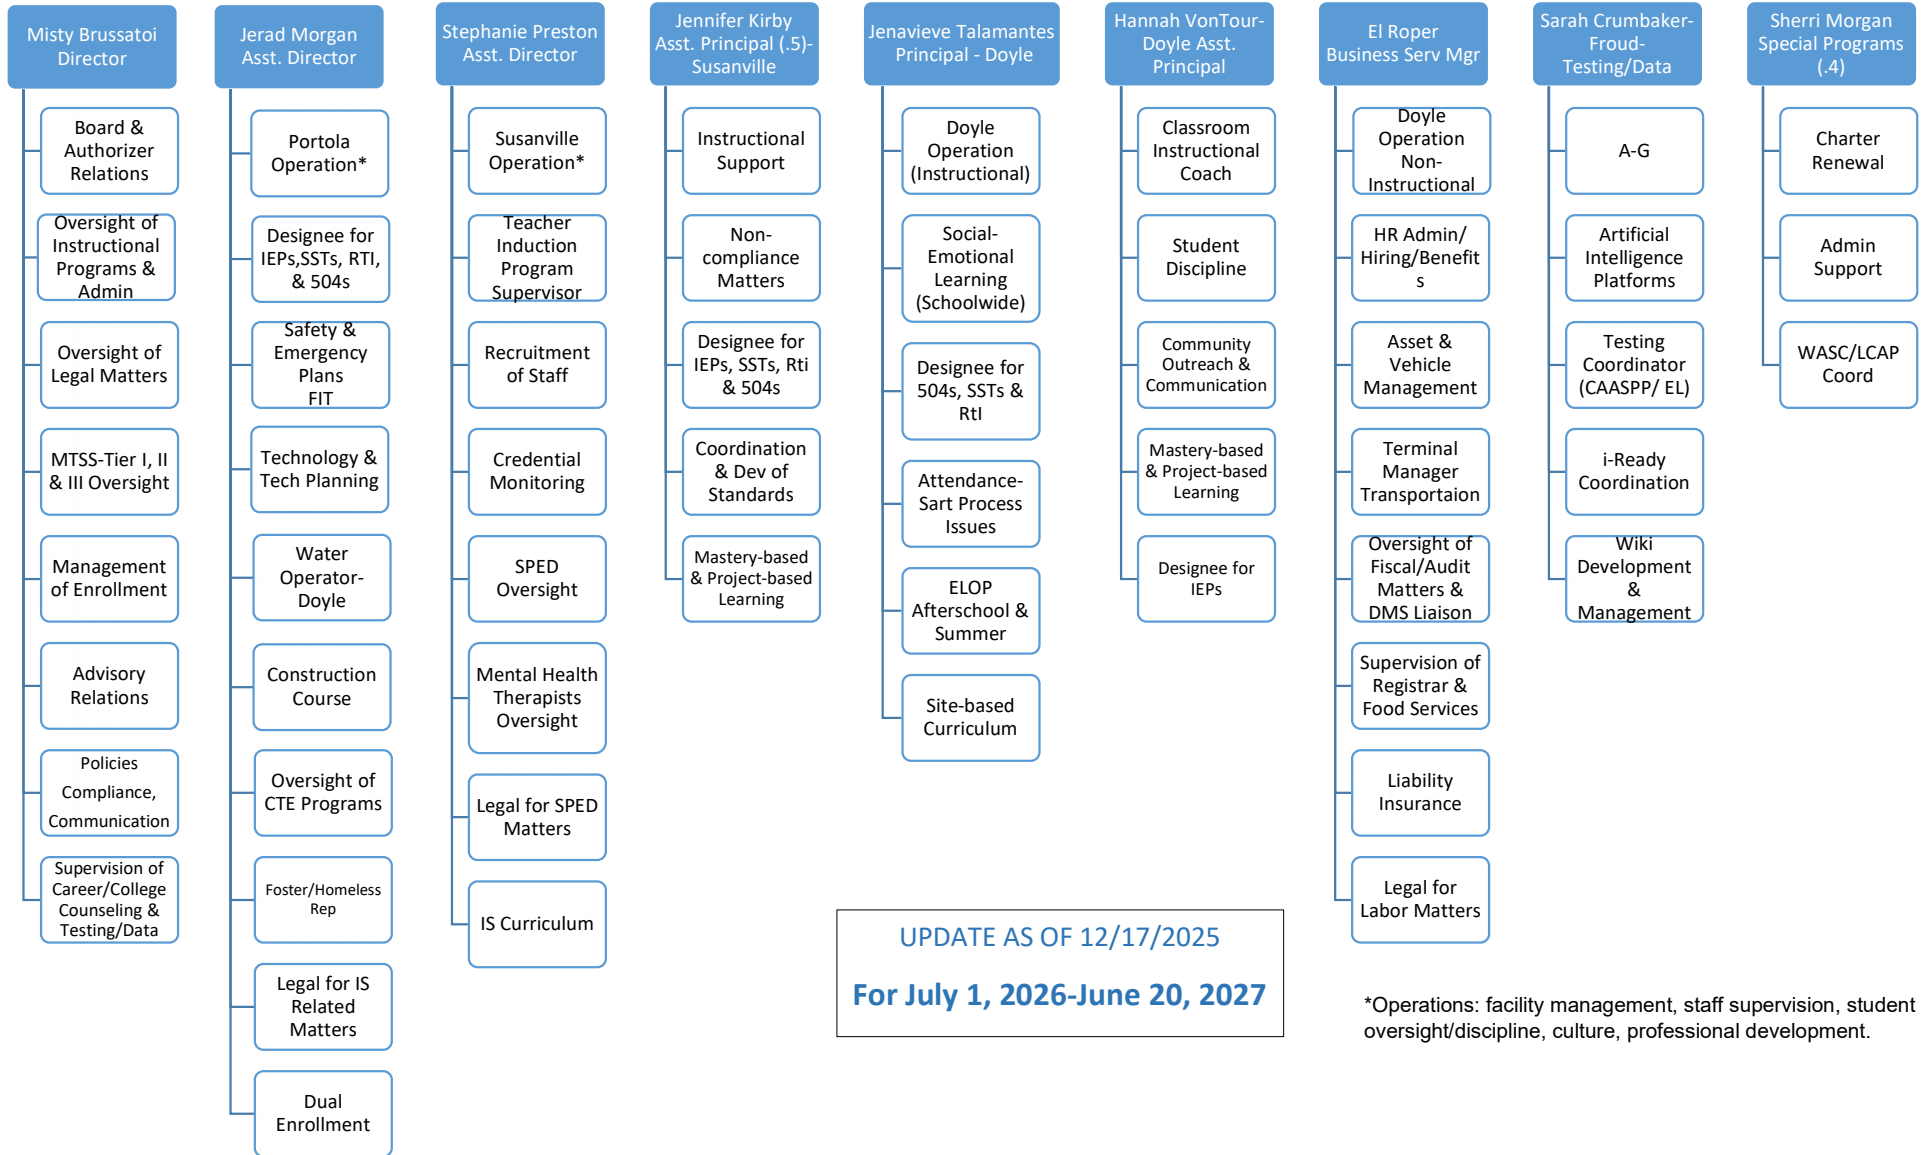 Misty Brussatoi
Director
Board &
Authorizer
Relations
Oversight of
Instructional
Programs &
Admin
Oversight of
Legal Matters
MTSS-Tier I, II
& III Oversight
Management
of Enrollment
Advisory
Relations
Policies
Compliance,
Communication
Supervision of
Career/College
Counseling &
Testing/Data
Jerad Morgan
Asst. Director
Portola
Operation*
Designee for
IEPs,SSTs, RTI,
& 504s
Safety &
Emergency
Plans
FIT
Technology &
Tech Planning
Water
Operator-
Doyle
Construction
Course
Oversight of
CTE Programs
Foster/Homeless
Rep
Legal for IS
Related
Matters
Dual
Enrollment
Stephanie Preston
Asst. Director
Susanville
Operation*
Teacher
Induction
Program
Supervisor
Recruitment
of Staff
Credential
Monitoring
SPED
Oversight
Mental Health
Therapists
Oversight
Legal for SPED
Matters
IS Curriculum
Jennifer Kirby
Asst. Principal (.5)-
Susanville
Instructional
Support
Non-
compliance
Matters
Designee for
IEPs, SSTs, Rti
& 504s
Coordination
& Dev of
Standards
Mastery-based
& Project-based
Learning
Jenavieve Talamantes
Principal - Doyle
Doyle
Operation
(Instructional)
Social-
Emotional
Learning
(Schoolwide)
Designee for
504s, SSTs &
RtI
Attendance-
Sart Process
Issues
ELOP
Afterschool &
Summer
Site-based
Curriculum
Hannah VonTour-
Doyle Asst.
Principal
Classroom
Instructional
Coach
Student
Discipline
Community
Outreach &
Communication
Mastery-based
& Project-based
Learning
Designee for
IEPs
El Roper
Business Serv Mgr
Doyle
Operation
Non-
Instructional
HR Admin/
Hiring/Benefit
s
Asset &
Vehicle
Management
Terminal
Manager
Transportaion
Oversight of
Fiscal/Audit
Matters &
DMS Liaison
Supervision of
Registrar &
Food Services
Liability
Insurance
Legal for
Labor Matters
Sarah Crumbaker-
Froud-
Testing/Data
A-G
Artificial
Intelligence
Platforms
Testing
Coordinator
(CAASPP/ EL)
i-Ready
Coordination
Wiki
Development
&
Management
Sherri Morgan
Special Programs
(.4)
Charter
Renewal
Admin
Support
WASC/LCAP
Coord
UPDATE AS OF 12/17/2025
For July 1, 2026-June 20, 2027
*Operations: facility management, staff supervision, student
oversight/discipline, culture, professional development.